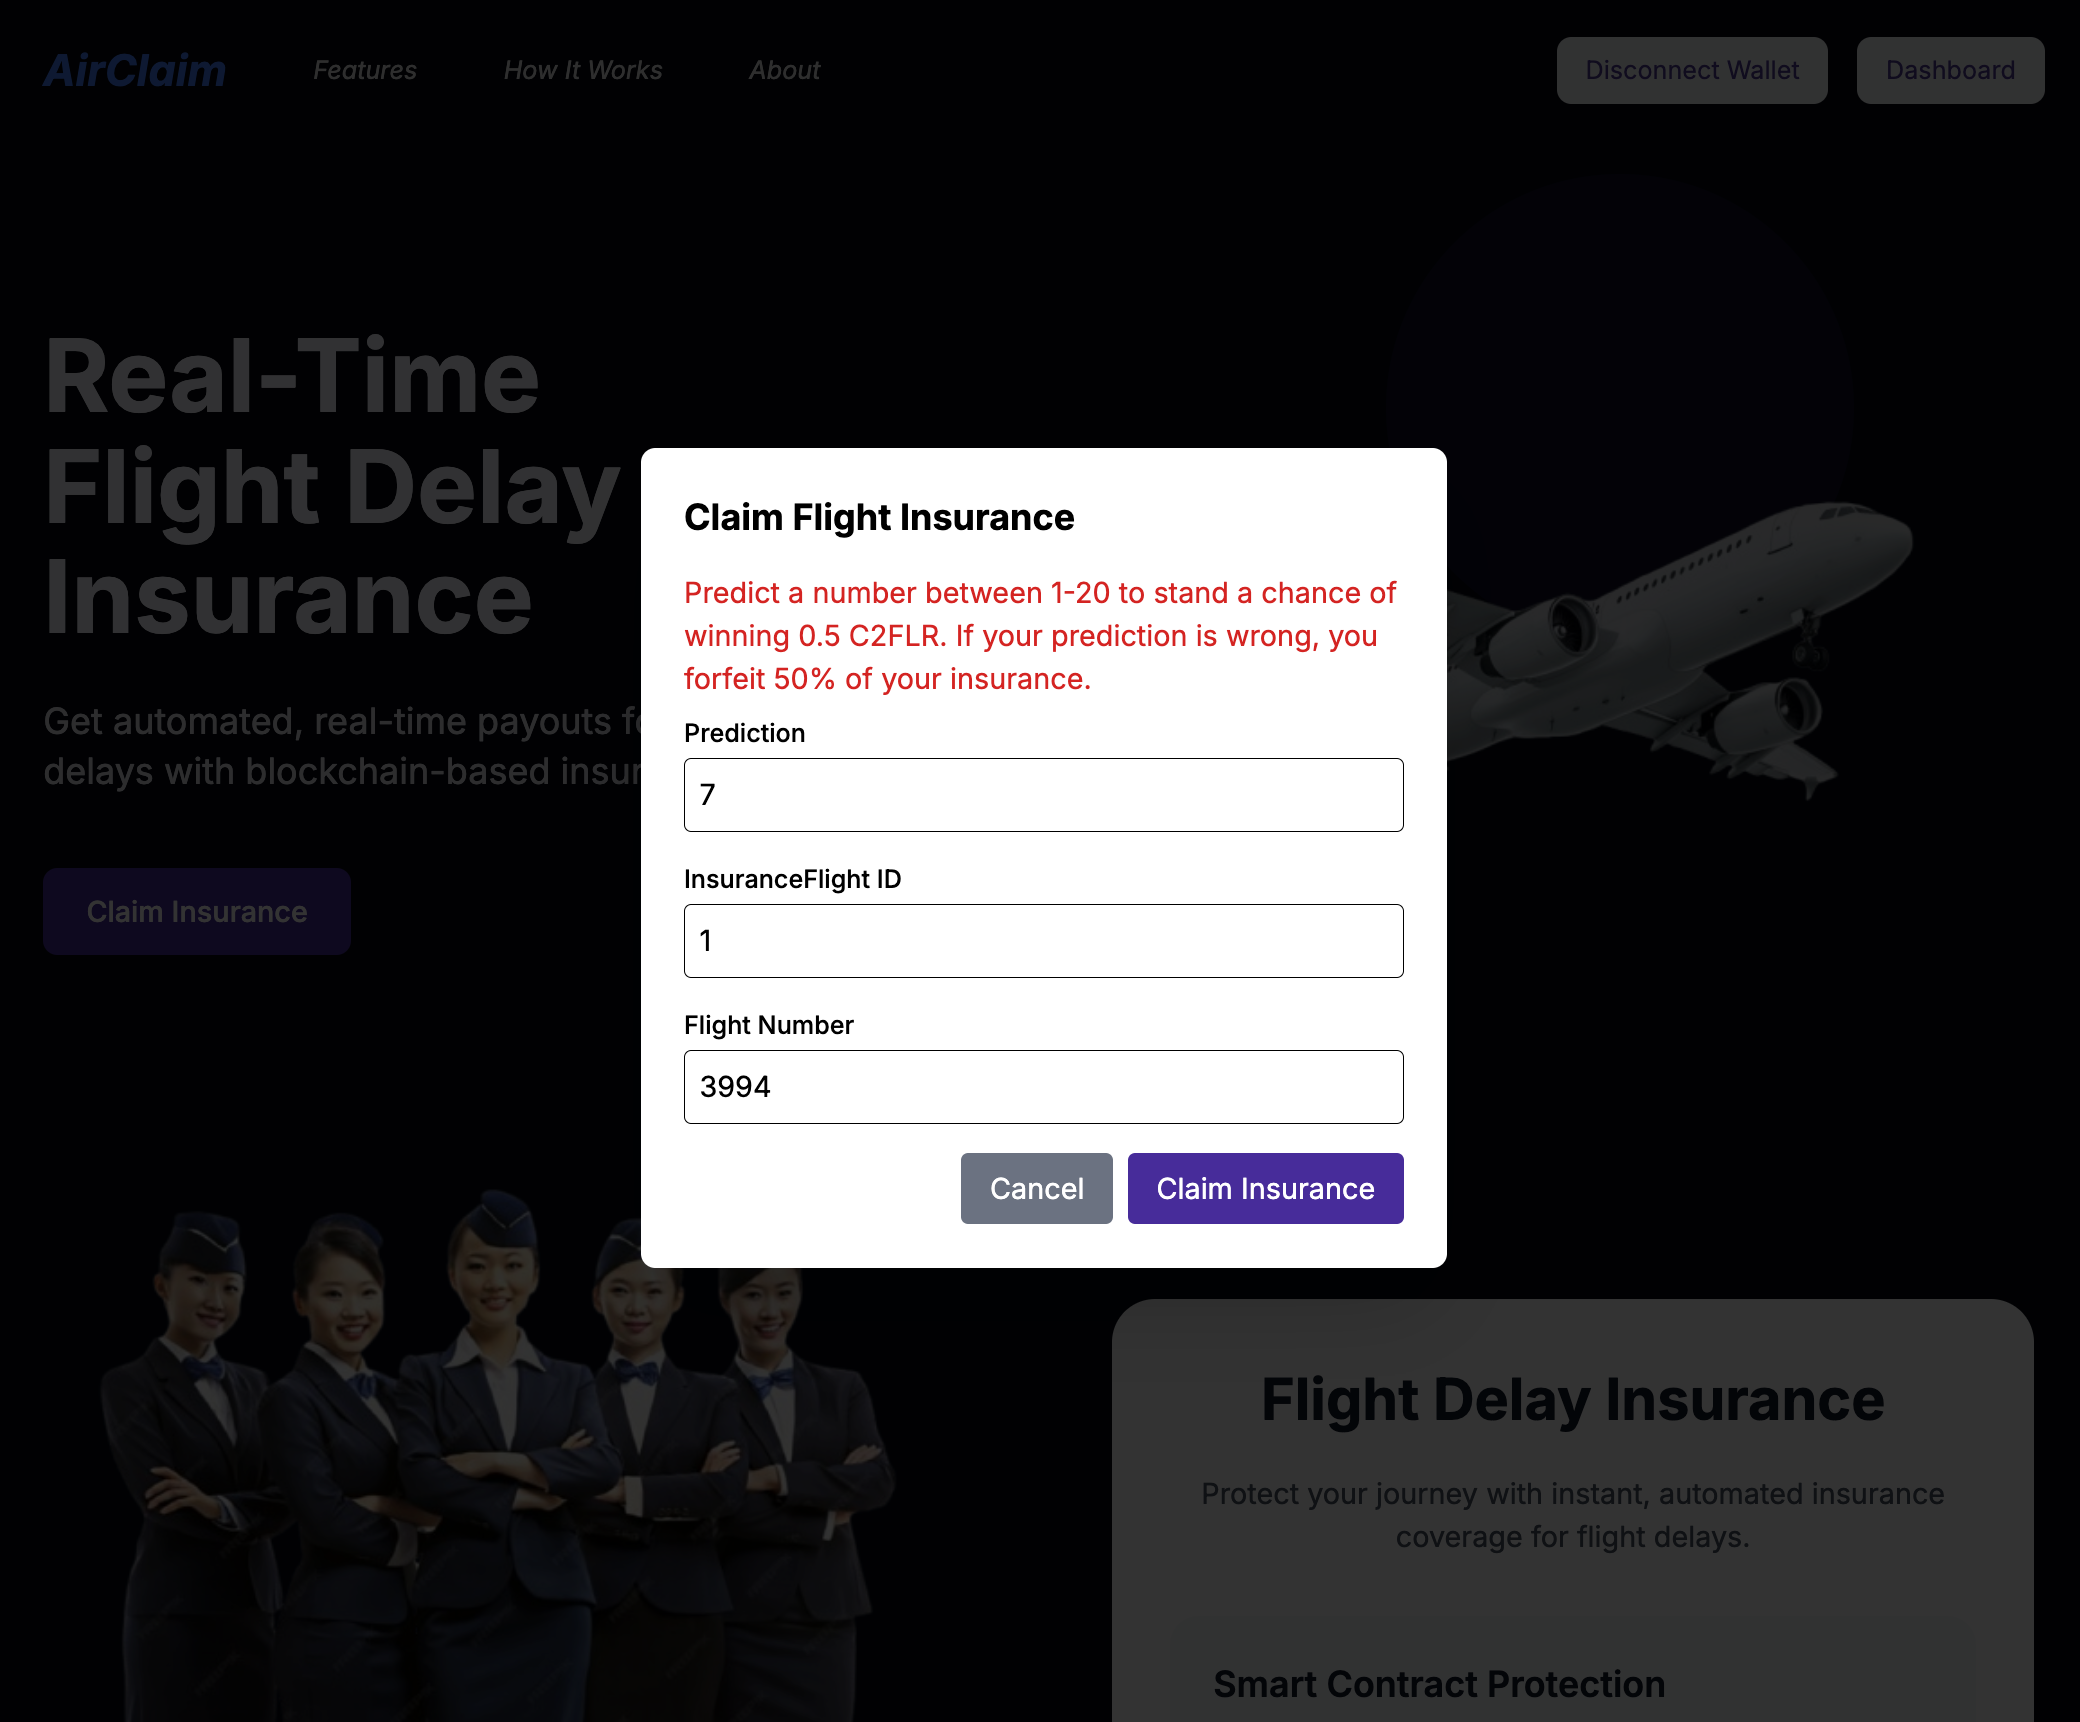 AirClaim
Features
How It Works
About
Disconnect Wallet
Dashboard
Real-Time
Flight Delay
Insurance
Get automated, real-time payouts
delays with blockchain-based
Claim Insurance
Claim Flight Insurance
Predict a number between 1-20 to stand a chance of
winning 0.5 C2FLR. If your prediction is wrong, you
forfeit 50% of your insurance.
Prediction
7
InsuranceFlight ID
1
Flight Number
3994
Cancel
Claim Insurance
Flight Delay Insurance
Protect your journey with instant, automated insurance
coverage for flight delays.
Smart Contract Protection